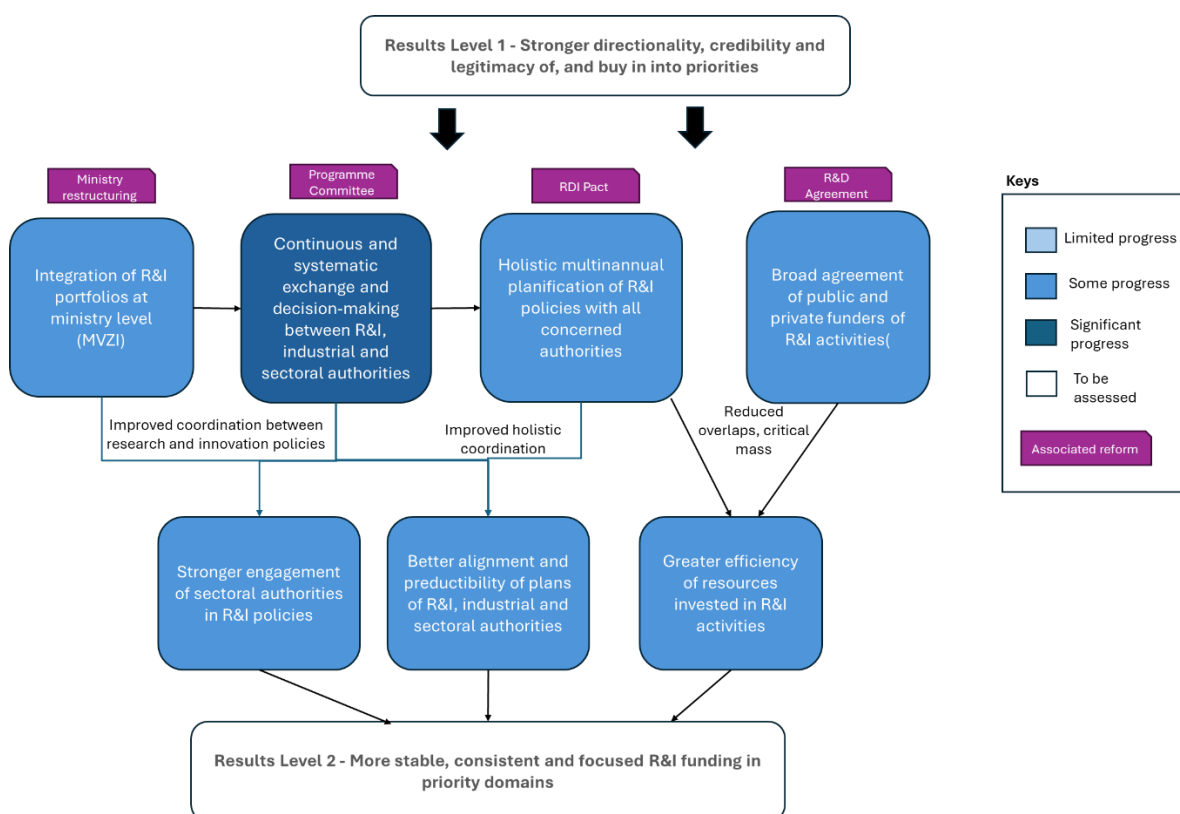 Results Level 1 - Stronger directionality, credibility and
legitimacy of, and buy in into priorities
Ministry
restructuring
Programme
Committee
RDI Pact
R&D
Agreement
Integration of R&I
portfolios at
ministry level
(MVZI)
Continuous and
systematic
exchange and
decision-making
between R&I,
industrial and
sectoral authorities
Holistic multinannual
planification of R&I
policies with all
concerned
authorities
Broad agreement
of public and
private funders of
R&I activities(
Keys
Limited progress
Some progress
Significant
progress
To be
assessed
Associated reform
Improved coordination between
research and innovation policies
Improved holistic
coordination
Reduced
overlaps, critical
mass
Stronger engagement
of sectoral authorities
in R&I policies
Better alignment and
preductibility of plans
of R&I, industrial and
sectoral authorities
Greater efficiency
of resources
invested in R&I
activities
Results Level 2 - More stable, consistent and focused R&I funding in
priority domains